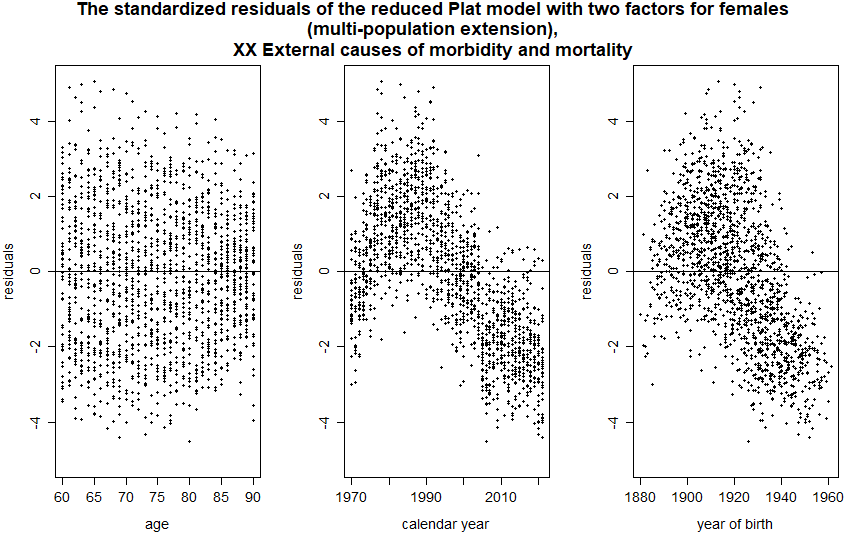 The standardized residuals of the reduced Plat model with two factors for females
(multi-population extension),
XX External causes of morbidity and mortality
residuals
4
2
0
-2
-4
60 65 70 75 80 85 90
age
residuals
4
2
0
-2
-4
1970 1990 2010
calendar year
residuals
4
2
0
-2
-4
1880 1900 1920 1940 1960
year of birth